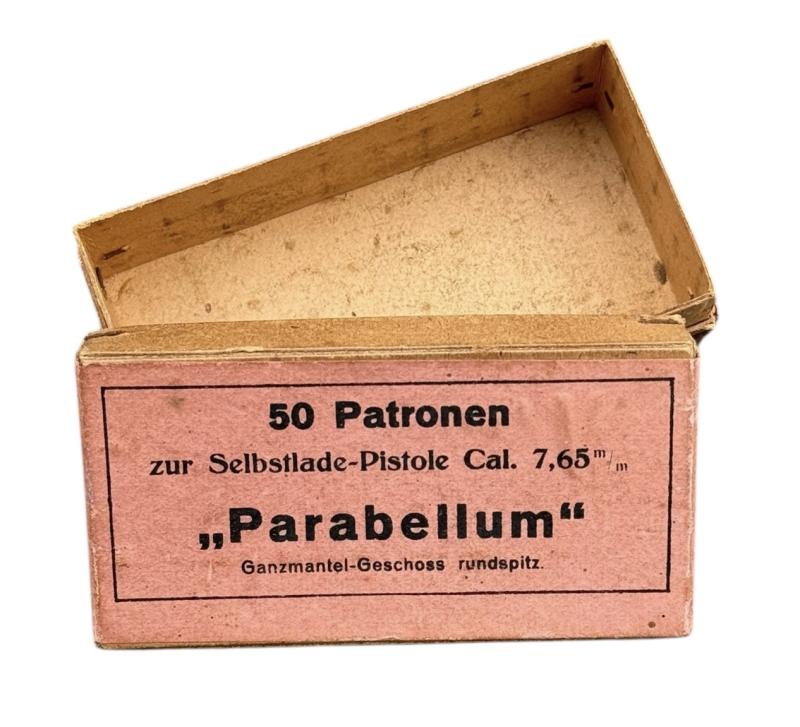 50 Patronen
zur Selbstlade-Pistole Cal. 7,65 m/m
„Parabellum“
Ganzmantel-Geschoss rundspitz.